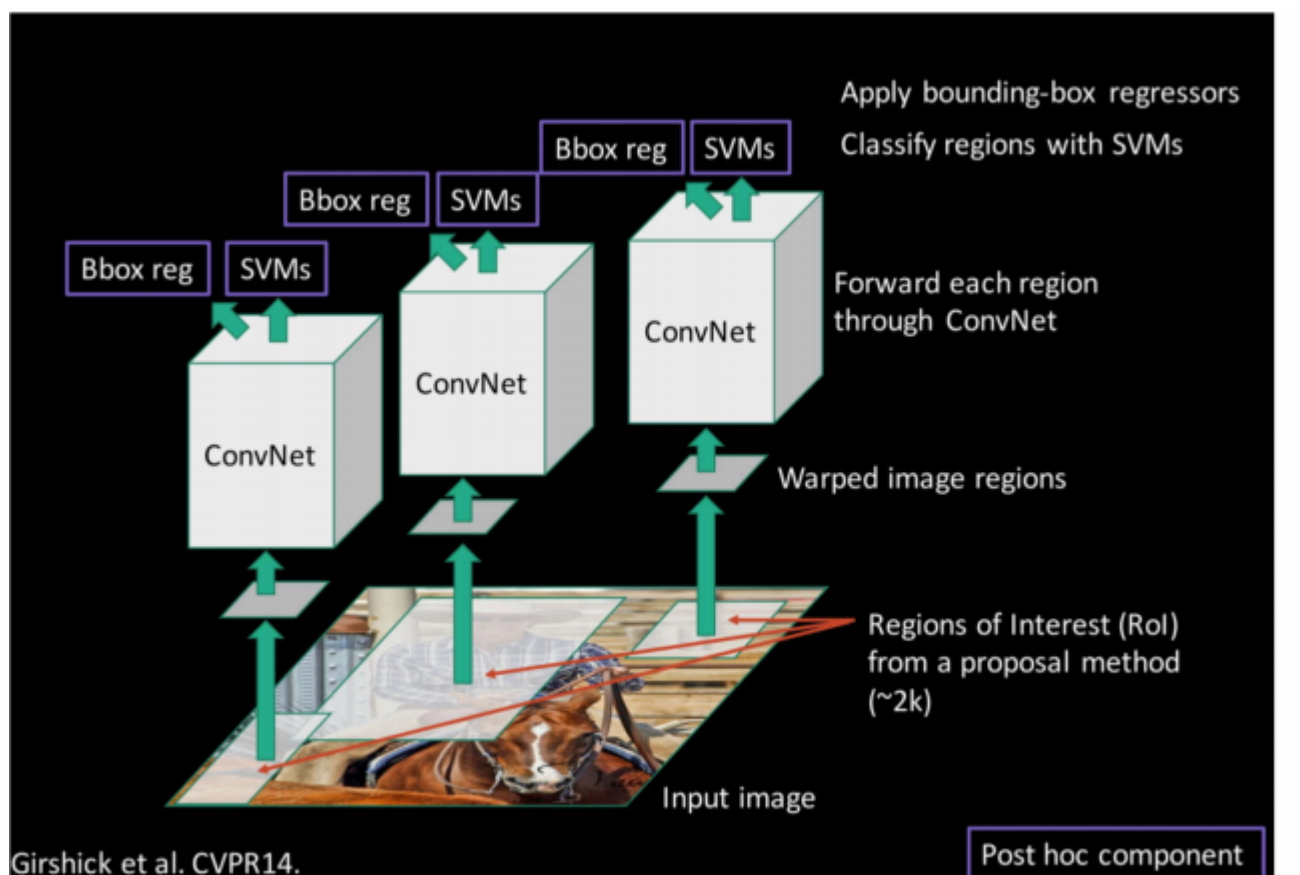 Apply bounding-box regressors
Bbox reg SVMs
Classify regions with SVMs
Bbox reg SVMs
Bbox reg SVMs
Forward each region
through ConvNet
ConvNet
ConvNet
ConvNet
Warped image regions
Regions of Interest (RoI)
from a proposal method
(~2k)
Input image
Girshick et al. CVPR14.
Post hoc component